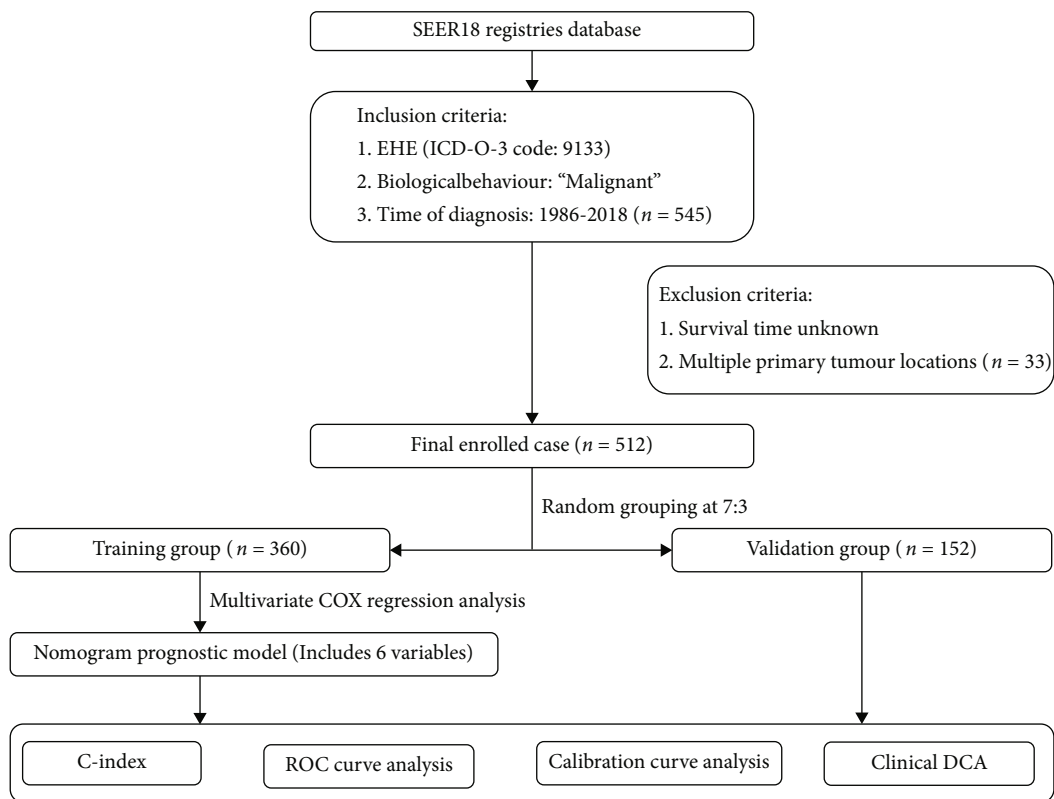 SEER18 registries database
Inclusion criteria:
1. EHE (ICD-O-3 code: 9133)
2. Biologicalbehaviour: “Malignant”
3. Time of diagnosis: 1986-2018 (n = 545)
Exclusion criteria:
1. Survival time unknown
2. Multiple primary tumour locations (n = 33)
Final enrolled case (n = 512)
Random grouping at 7:3
Training group (n = 360)
Validation group (n = 152)
Multivariate COX regression analysis
Nomogram prognostic model (Includes 6 variables)
C-index
ROC curve analysis
Calibration curve analysis
Clinical DCA